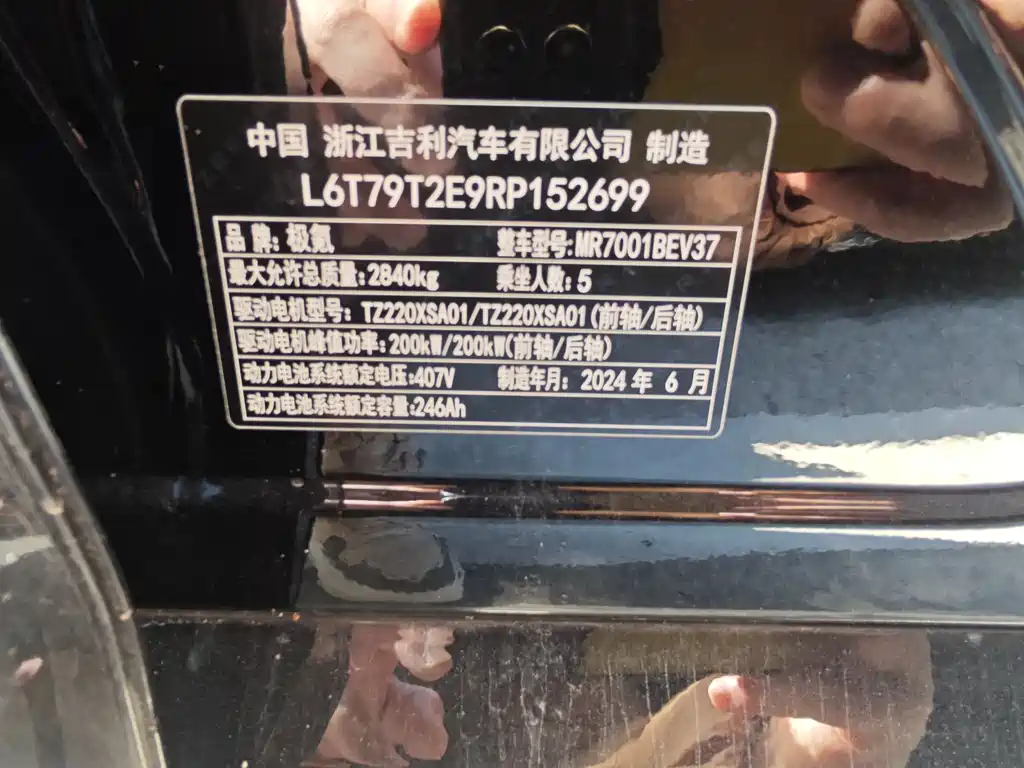 中国 浙江吉利汽车有限公司 制造
L6T79T2E9RP152699
品牌:极氪 整车型号:MR7001BEV37
最大允许总质量:2840kg 乘坐人数:5
驱动电机型号:TZ220XSA01/TZ220XSA01(前轴/后轴)
驱动电机峰值功率:200kW/200kW(前轴/后轴)
动力电池系统额定电压:407V 制造年月:2024年6月
动力电池系统额定容量:246Ah